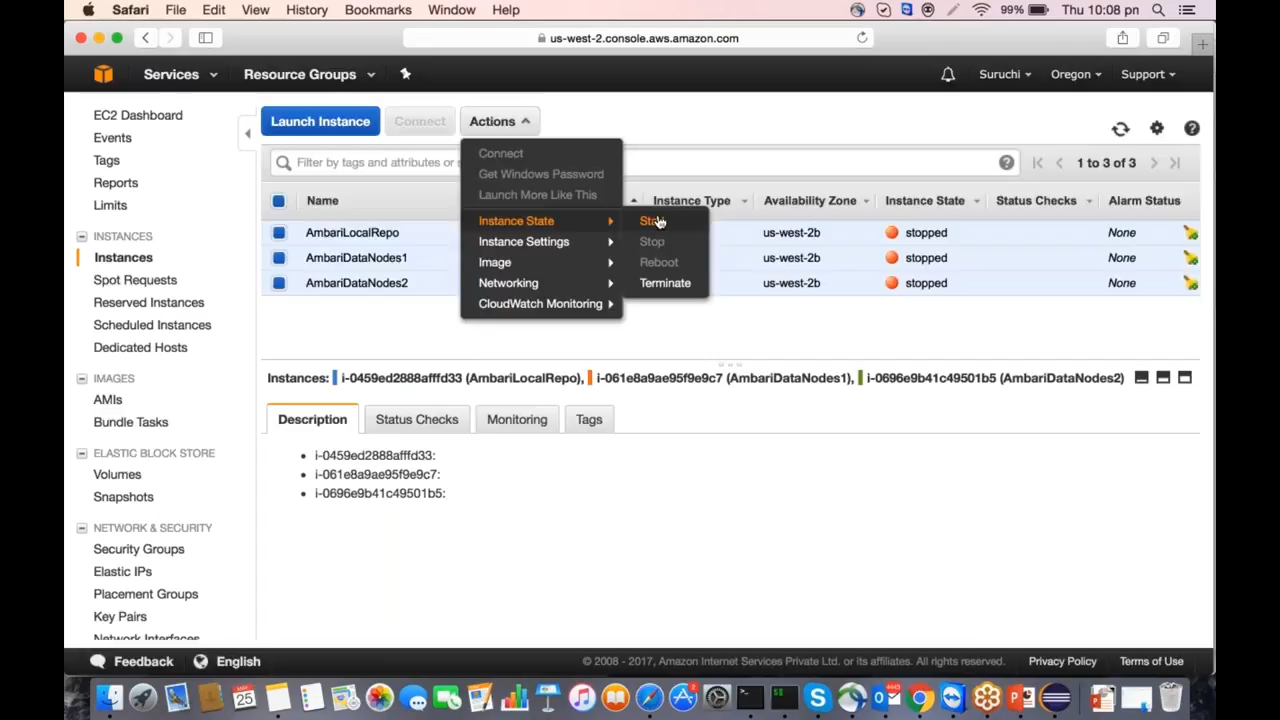 Safari File Edit View History Bookmarks Window Help 99% Thu 10:08 pm
us-west-2.console.aws.amazon.com
Services Resource Groups Suruchi Oregon Support
EC2 Dashboard
Events
Tags
Reports
Limits
INSTANCES
Instances
Spot Requests
Reserved Instances
Scheduled Instances
Dedicated Hosts
IMAGES
AMIs
Bundle Tasks
ELASTIC BLOCK STORE
Volumes
Snapshots
NETWORK & SECURITY
Security Groups
Elastic IPs
Placement Groups
Key Pairs
Network Interfaces
Launch Instance Connect Actions
Filter by tags and attributes or 1 to 3 of 3
Name Instance Type Availability Zone Instance State Status Checks Alarm Status
AmbariLocalRepo us-west-2b stopped None
AmbariDataNodes1 us-west-2b stopped None
AmbariDataNodes2 us-west-2b stopped None
Connect
Get Windows Password
Launch More Like This
Instance State
Instance Settings
Image
Networking
CloudWatch Monitoring
Stop
Reboot
Terminate
Instances: i-0459ed2888afffd33 (AmbariLocalRepo), i-061e8a9ae95f9e9c7 (AmbariDataNodes1), i-0696e9b41c49501b5 (AmbariDataNodes2)
Description Status Checks Monitoring Tags
• i-0459ed2888afffd33:
• i-061e8a9ae95f9e9c7:
• i-0696e9b41c49501b5:
Feedback English © 2008 - 2017, Amazon Internet Services Private Ltd. or its affiliates. All rights reserved. Privacy Policy Terms of Use